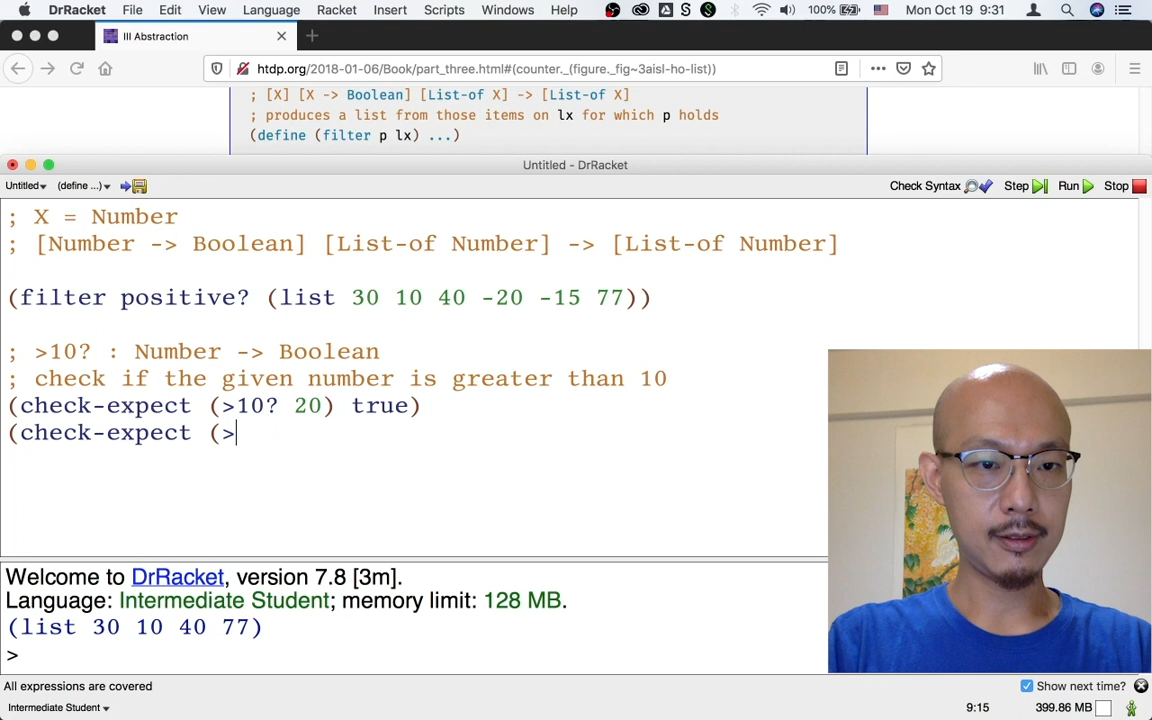 DrRacket File Edit View Language Racket Insert Scripts Windows Help 100% Mon Oct 19 9:31
III Abstraction
htdp.org/2018-01-06/Book/part_three.html#(counter._(figure._fig~3aisl-ho-list))
; [X] [X -> Boolean] [List-of X] -> [List-of X]
; produces a list from those items on lx for which p holds
(define (filter p lx) ...)
Untitled - DrRacket
Untitled (define ...) Check Syntax Step Run Stop
; X = Number
; [Number -> Boolean] [List-of Number] -> [List-of Number]
(filter positive? (list 30 10 40 -20 -15 77))
; >10? : Number -> Boolean
; check if the given number is greater than 10
(check-expect (>10? 20) true)
(check-expect (>
Welcome to DrRacket, version 7.8 [3m].
Language: Intermediate Student; memory limit: 128 MB.
(list 30 10 40 77)
>
All expressions are covered Show next time?
Intermediate Student 9:15 399.86 MB